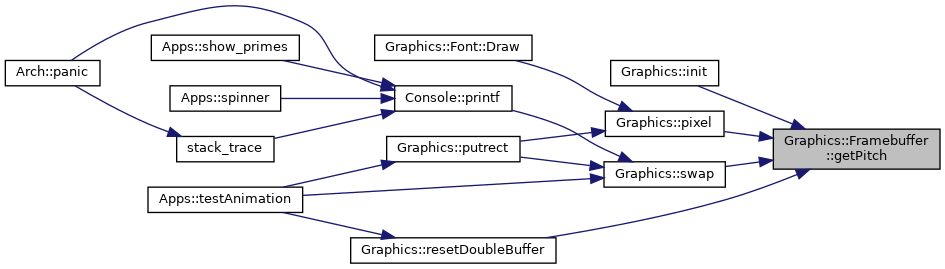 Apps::show_primes
Graphics::Font::Draw
Arch::panic
Graphics::init
Apps::spinner
Console::printf
Graphics::pixel
stack_trace
Graphics::putrect
Graphics::Framebuffer
::getPitch
Graphics::swap
Apps::testAnimation
Graphics::resetDoubleBuffer